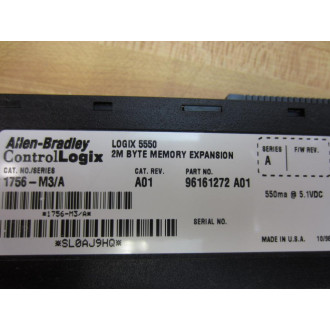 Allen-Bradley
ControlLogix
LOGIX 5550
2M BYTE MEMORY EXPANSION
SERIES
A
F/W REV.
CAT. NO./SERIES
1756 - M3/A
CAT. REV.
A01
PART NO.
96161272 A01
550ma @ 5.1VDC
*1756-M3/A*
SERIAL NO.
*SL0AJ9HQ*
MADE IN U.S.A.